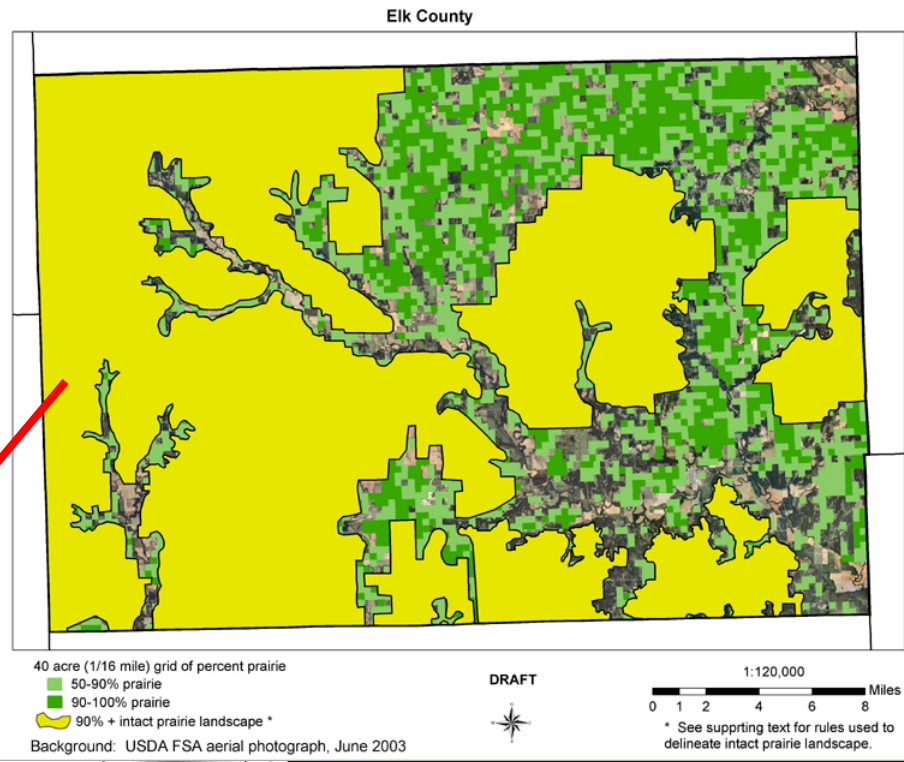 Elk County
40 acre (1/16 mile) grid of percent prairie
50-90% prairie
90-100% prairie
90% + intact prairie landscape *
Background: USDA FSA aerial photograph, June 2003
DRAFT
1:120,000
Miles
0 1 2 4 6 8
* See supprting text for rules used to
delineate intact prairie landscape.